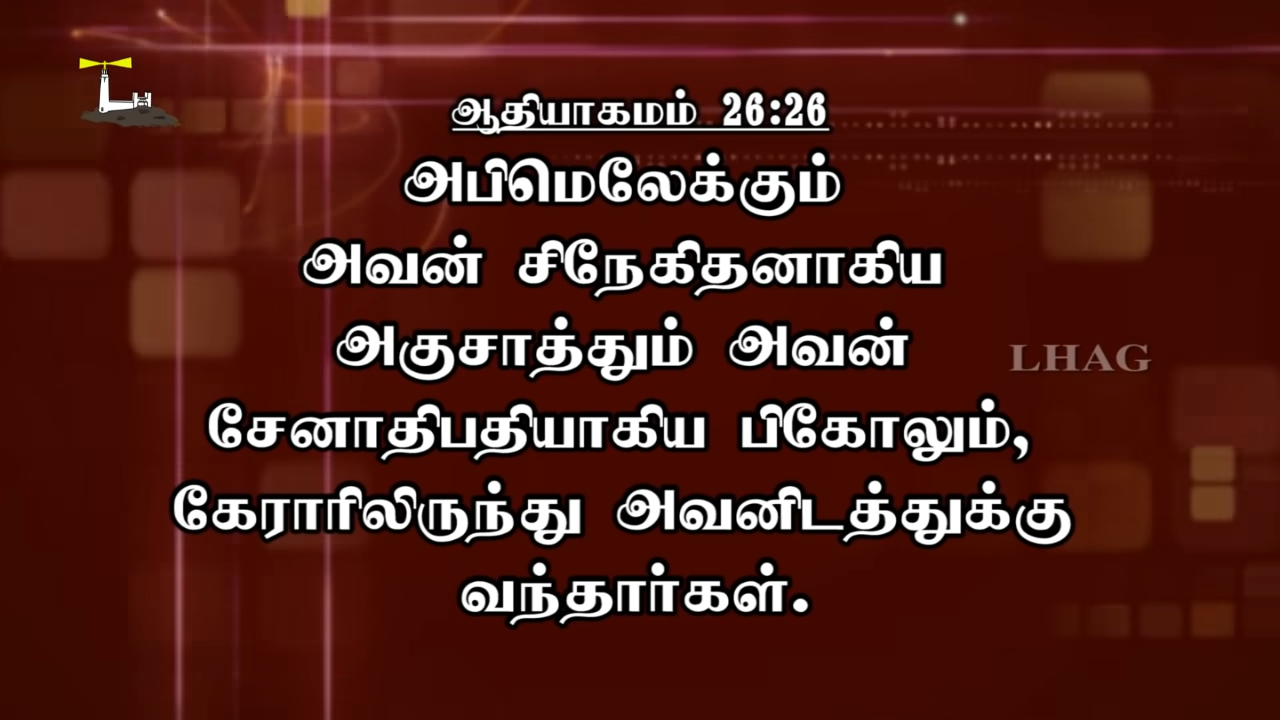 ஆதியாகமம் 26:26
அபிமெலேக்கும்
அவன் சிநேகிதனாகிய
அகுசாத்தும் அவன்
LHAG
சேனாதிபதியாகிய பிகோலும்,
கேராரிலிருந்து அவனிடத்துக்கு
வந்தார்கள்.